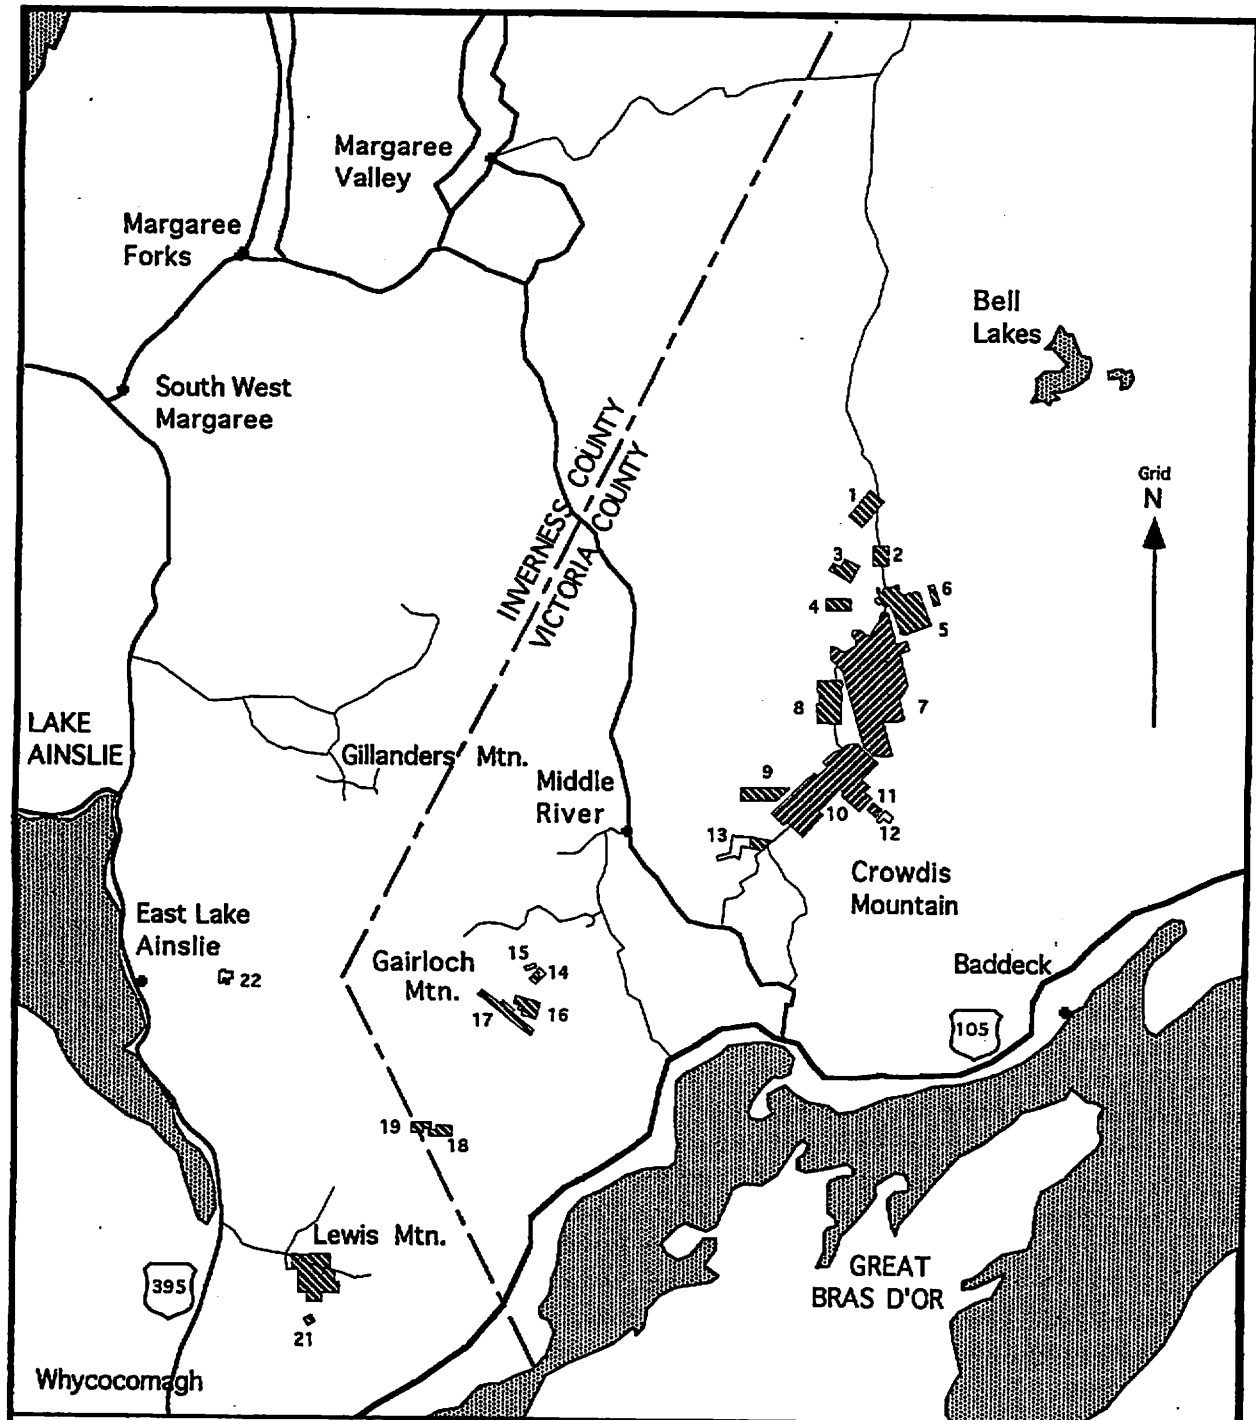 Margaree
Valley
Margaree
Forks
Bell
Lakes
South West
Margaree
INVERNESS COUNTY
VICTORIA COUNTY
Grid
N
1
2
3
4
6
5
8
7
LAKE
AINSLIE
Gillanders Mtn.
Middle
River
9
11
10
12
13
Crowdis
Mountain
East Lake
Ainslie
22
Gairloch
Mtn.
15
14
17
16
Baddeck
105
19
18
Lewis Mtn.
395
21
GREAT
BRAS D'OR
Whycocomagh